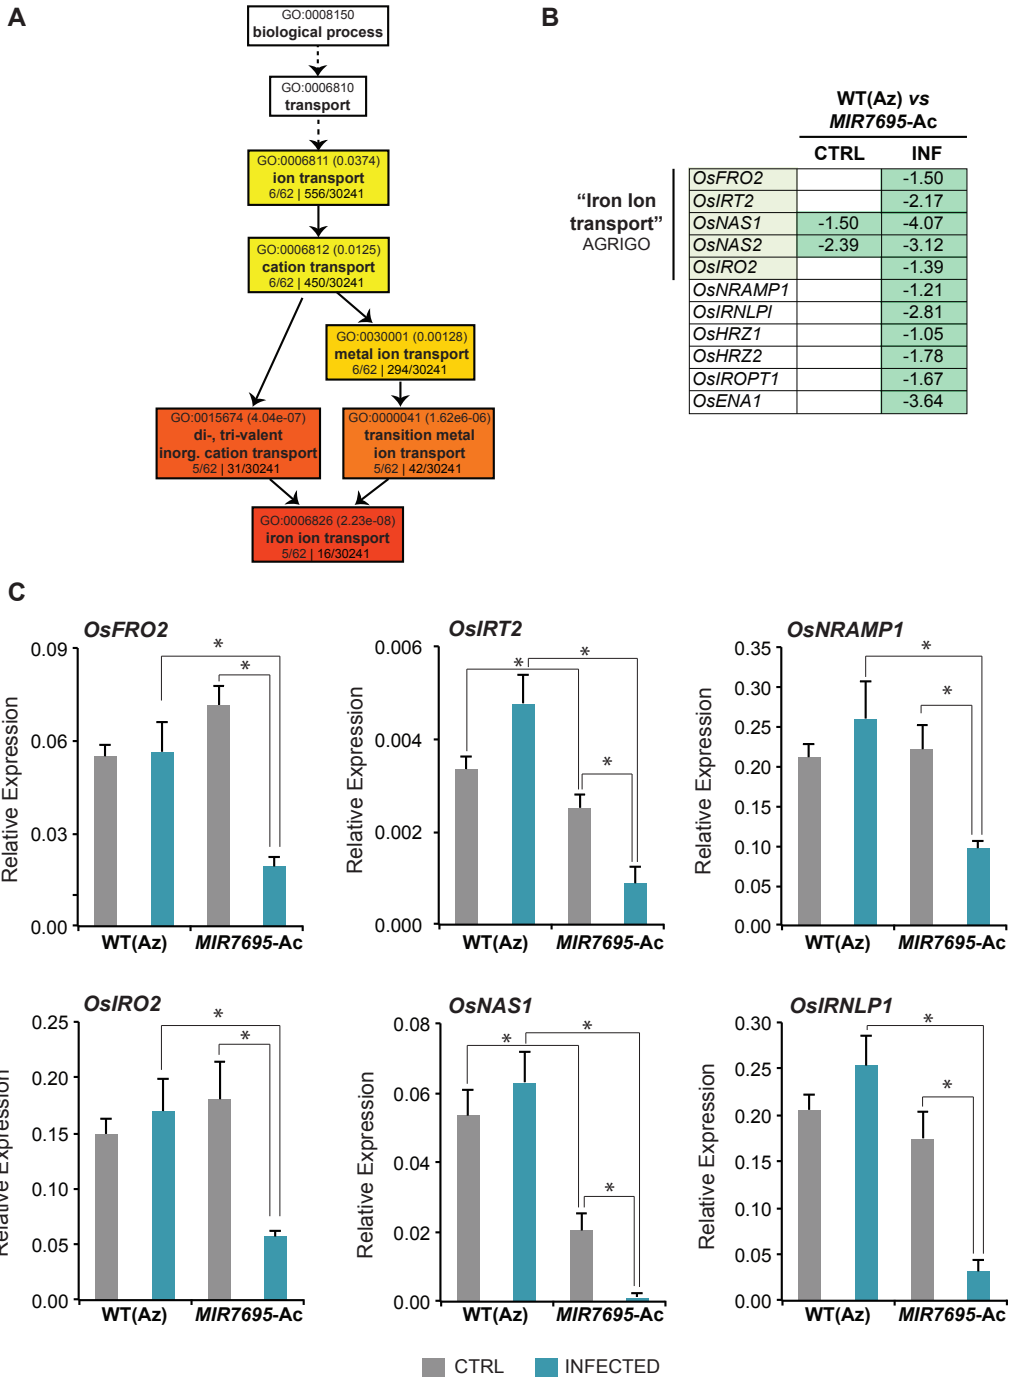 A
GO:0008150
biological process
GO:0006810
transport
GO:0006811 (0.0374)
ion transport
6/62 | 556/30241
GO:0006812 (0.0125)
cation transport
6/62 | 450/30241
GO:0030001 (0.00128)
metal ion transport
6/62 | 294/30241
GO:0015674 (4.04e-07)
di-, tri-valent
inorg. cation transport
5/62 | 31/30241
GO:0000041 (1.62e6-06)
transition metal
ion transport
5/62 | 42/30241
GO:0006826 (2.23e-08)
iron ion transport
5/62 | 16/30241
B
WT(Az) vs
MIR7695-Ac
CTRL INF
“Iron Ion
transport”
AGRIGO
OsFRO2 -1.50
OsIRT2 -2.17
OsNAS1 -1.50 -4.07
OsNAS2 -2.39 -3.12
OsIRO2 -1.39
OsNRAMP1 -1.21
OsIRNLPI -2.81
OsHRZ1 -1.05
OsHRZ2 -1.78
OsIROPT1 -1.67
OsENA1 -3.64
C
OsFRO2
Relative Expression
0.09
0.06
0.03
0.00
* *
WT(Az) MIR7695-Ac
OsIRT2
Relative Expression
0.006
0.004
0.002
0.000
* * *
WT(Az) MIR7695-Ac
OsNRAMP1
Relative Expression
0.35
0.30
0.25
0.20
0.15
0.10
0.05
0.00
* *
WT(Az) MIR7695-Ac
OsIRO2
Relative Expression
0.25
0.20
0.15
0.10
0.05
0.00
* *
WT(Az) MIR7695-Ac
OsNAS1
Relative Expression
0.08
0.06
0.04
0.02
0.00
* * *
WT(Az) MIR7695-Ac
OsIRNLP1
Relative Expression
0.30
0.25
0.20
0.15
0.10
0.05
0.00
* *
WT(Az) MIR7695-Ac
CTRL INFECTED